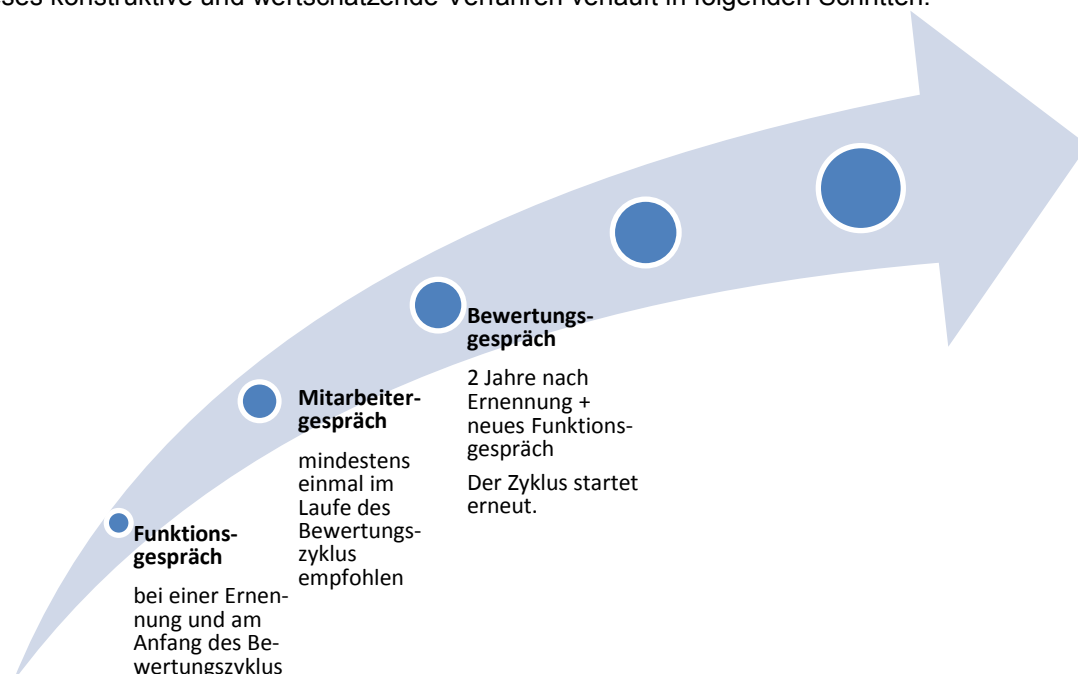 konstruktive und wertschätzende Verfahren verläuft in folgenden Schritten:
Bewertungs-
gespräch
2 Jahre nach
Ernennung +
neues Funktions-
gespräch
Der Zyklus startet
erneut.
Mitarbeiter-
gespräch
mindestens
einmal im
Laufe des
Bewertungs-
zyklus
empfohlen
Funktions-
gespräch
bei einer Ernen-
nung und am
Anfang des Be-
wertungszyklus